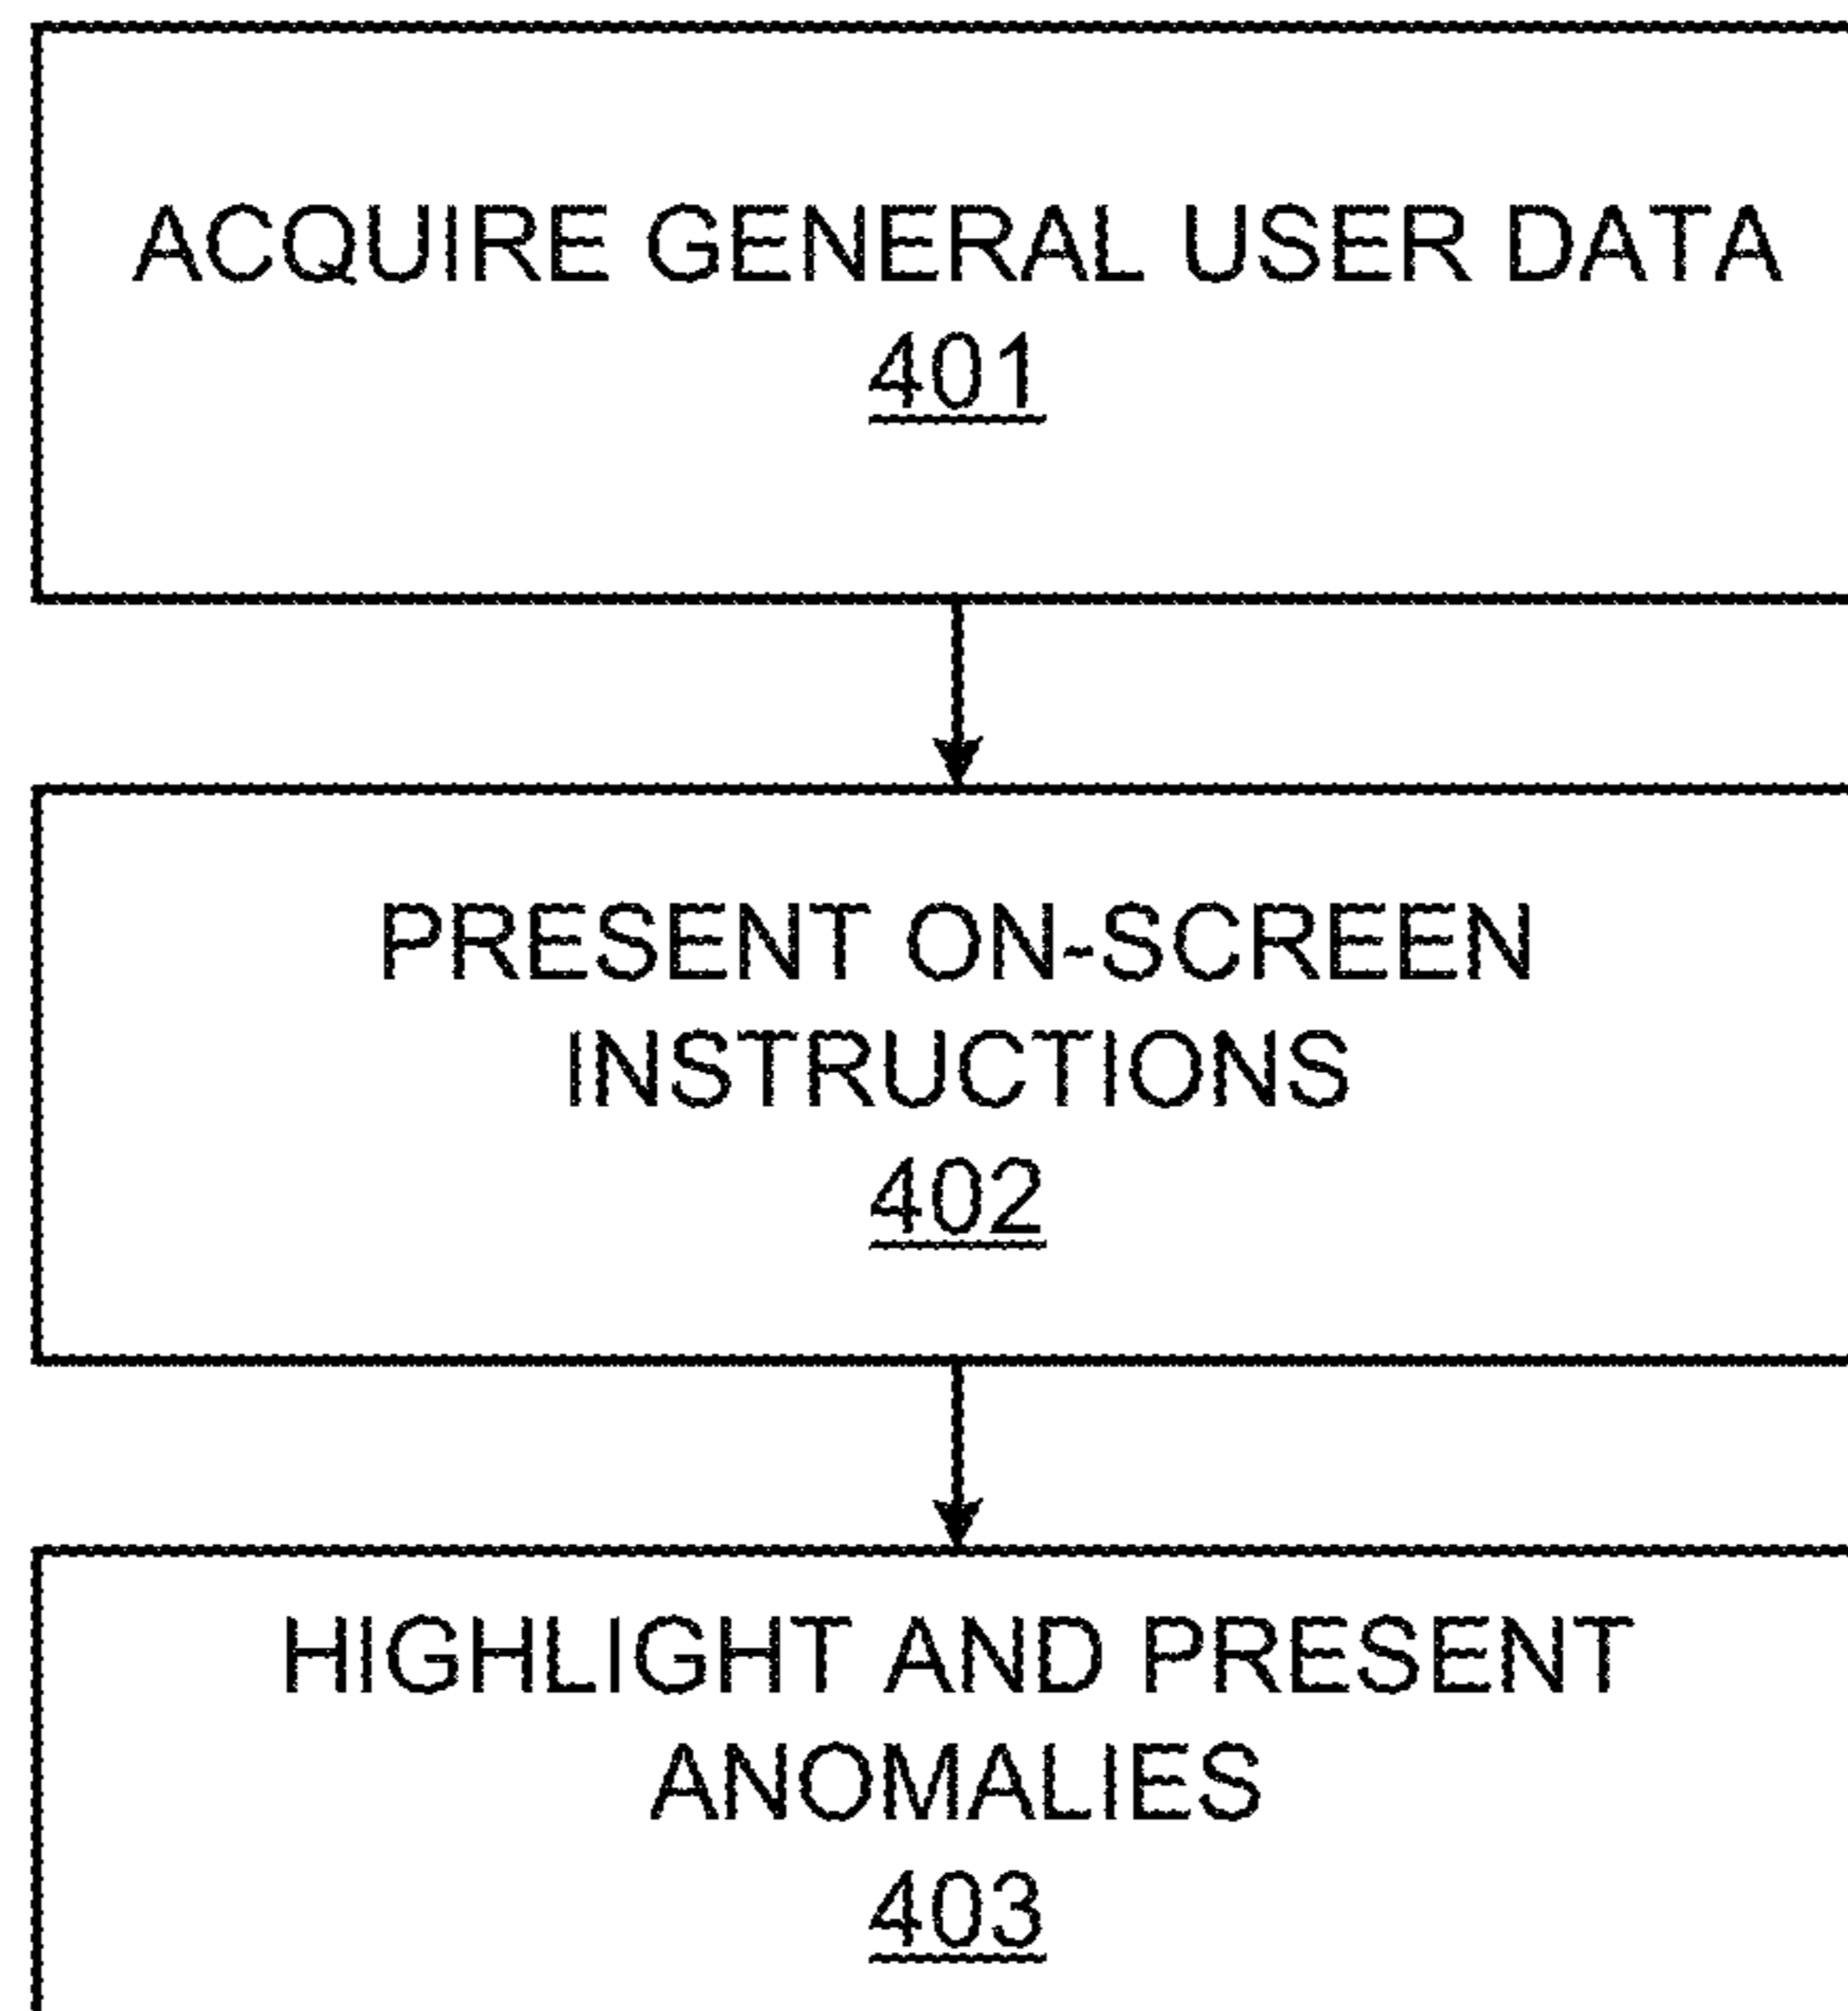 ACQUIRE GENERAL USER DATA
401
PRESENT ON-SCREEN
INSTRUCTIONS
402
HIGHLIGHT AND PRESENT
ANOMALIES
403